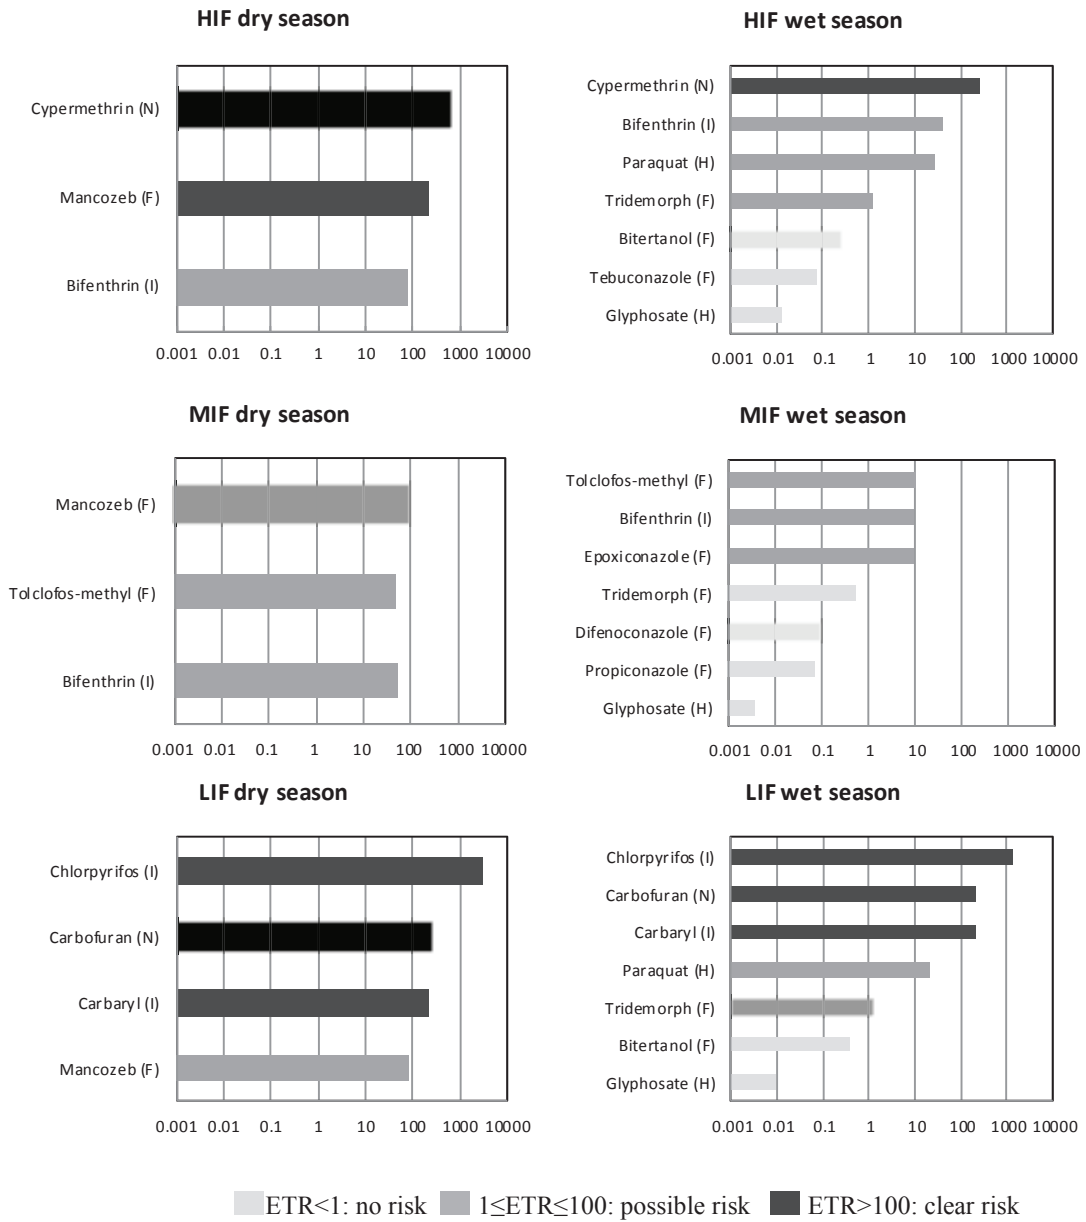 HIF dry season
Cypermethrin (N)
Mancozeb (F)
Bifenthrin (I)
0.001 0.01 0.1 1 10 100 1000 10000
HIF wet season
Cypermethrin (N)
Bifenthrin (I)
Paraquat (H)
Tridemorph (F)
Bitertanol (F)
Tebuconazole (F)
Glyphosate (H)
0.001 0.01 0.1 1 10 100 1000 10000
MIF dry season
Mancozeb (F)
Tolclofos-methyl (F)
Bifenthrin (I)
0.001 0.01 0.1 1 10 100 1000 10000
MIF wet season
Tolclofos-methyl (F)
Bifenthrin (I)
Epoxiconazole (F)
Tridemorph (F)
Difenoconazole (F)
Propiconazole (F)
Glyphosate (H)
0.001 0.01 0.1 1 10 100 1000 10000
LIF dry season
Chlorpyrifos (I)
Carbofuran (N)
Carbaryl (I)
Mancozeb (F)
0.001 0.01 0.1 1 10 100 1000 10000
LIF wet season
Chlorpyrifos (I)
Carbofuran (N)
Carbaryl (I)
Paraquat (H)
Tridemorph (F)
Bitertanol (F)
Glyphosate (H)
0.001 0.01 0.1 1 10 100 1000 10000
ETR<1: no risk 1≤ETR≤100: possible risk ETR>100: clear risk